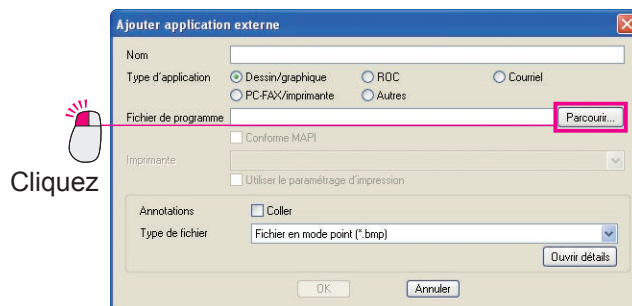 Ajouter application externe
Nom
Type d'application Dessin/graphique ROC Courriel
PC-FAX/imprimante Autres
Fichier de programme Parcourir...
Conforme MAPI
Imprimante
Utiliser le paramétrage d'impression
Cliquez
Annotations Coller
Type de fichier Fichier en mode point (*.bmp)
Ouvrir détails
OK Annuler